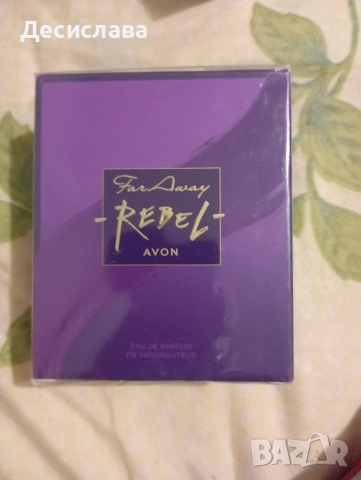 Десислава
Far Away
-REBEL-
AVON
EAU DE PARFUM
EN VAPORISATEUR
BAZAR
bg